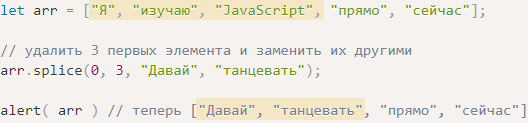 let arr = ["Я", "изучаю", "JavaScript", "прямо", "сейчас"];
// удалить 3 первых элемента и заменить их другими
arr.splice(0, 3, "Давай", "танцевать");
alert( arr ) // теперь ["Давай", "танцевать", "прямо", "сейчас"]